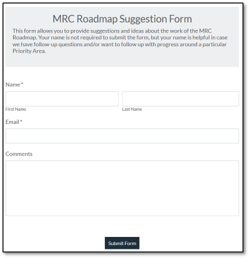 MRC Roadmap Suggestion Form
This form allows you to provide suggestions and ideas about the work of the MRC
Roadmap. Your name is not required to submit the form, but your name is helpful in case
we have follow up questions and/or want to follow up with progress around a particular
Priority Area.
Name *
First Name
Last Name
Email *
Comments
Submit Form